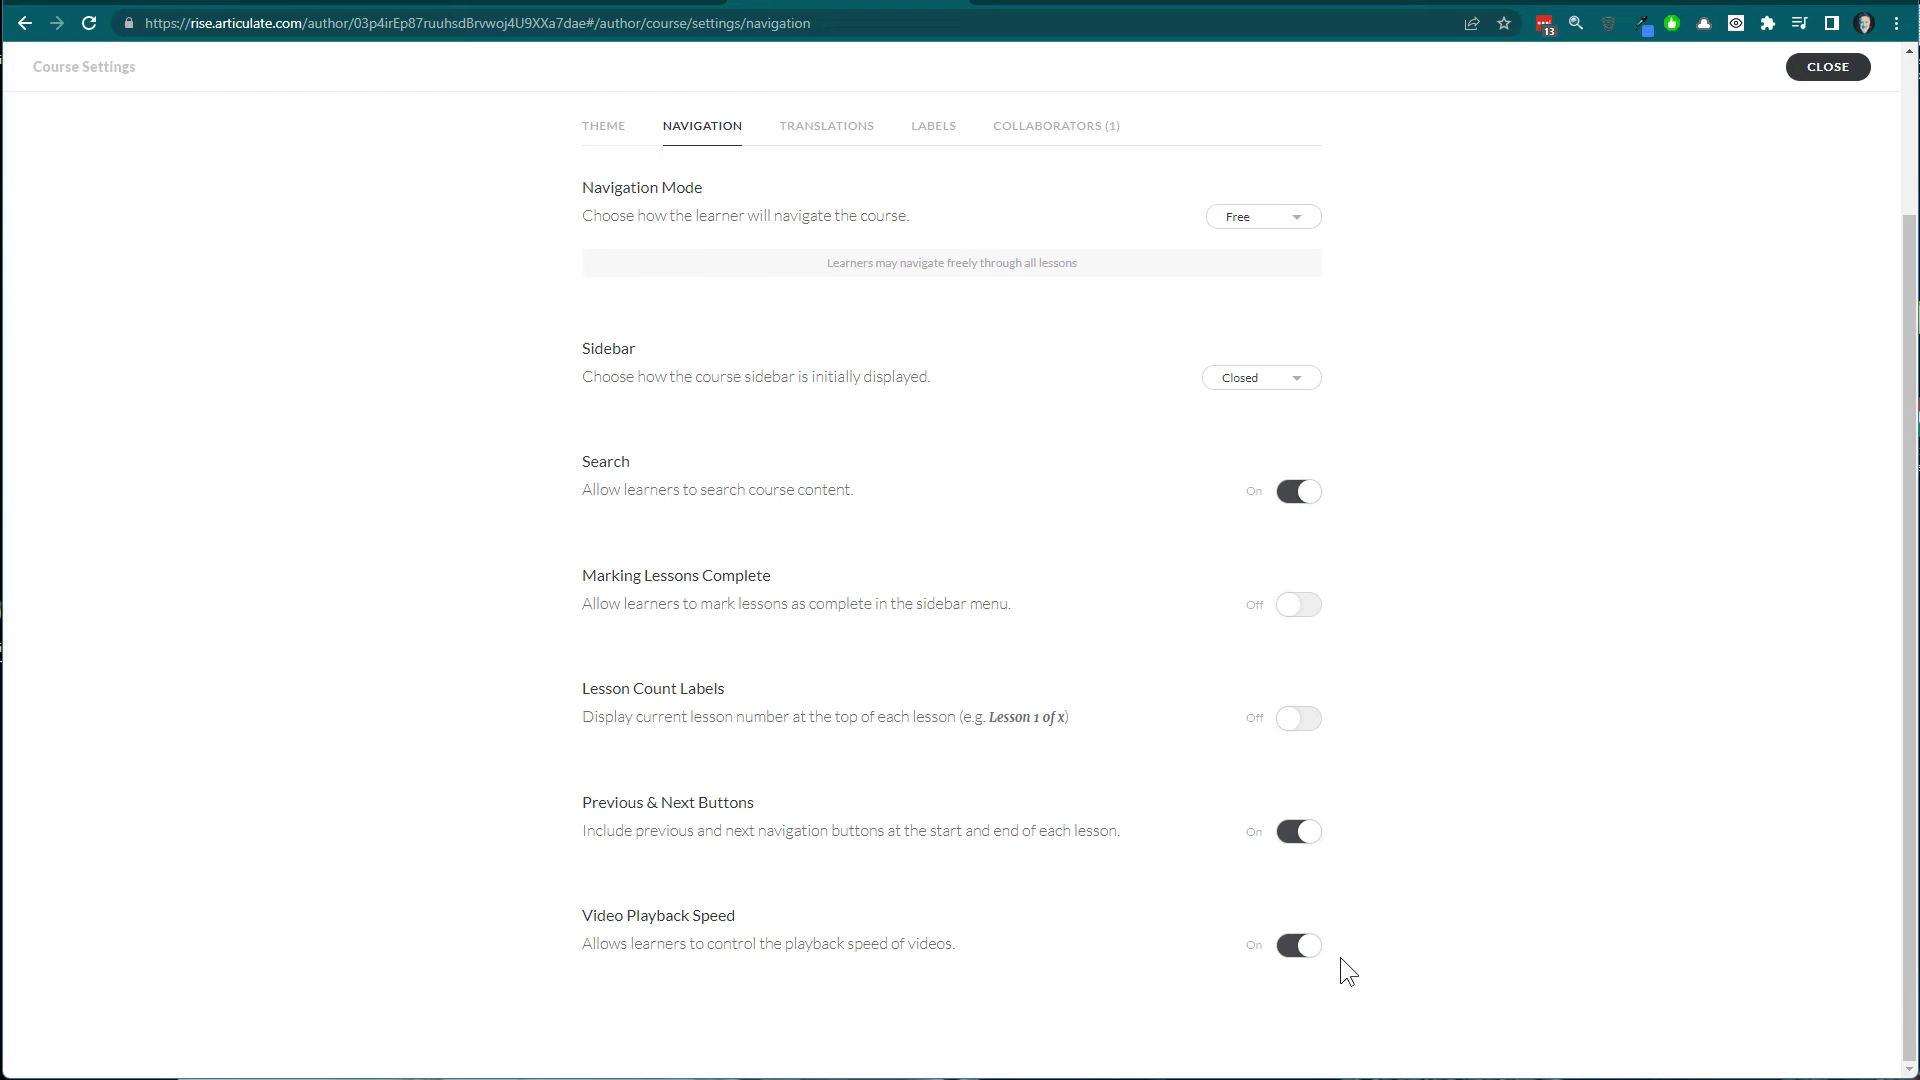 https://rise.articulate.com/author/03p4irEp87ruuhsdBrvwoj4U9XXa7dae#/author/course/settings/navigation
13
Course Settings
CLOSE
THEME NAVIGATION TRANSLATIONS LABELS COLLABORATORS (1)
Navigation Mode
Choose how the learner will navigate the course.
Free
Learners may navigate freely through all lessons
Sidebar
Choose how the course sidebar is initially displayed.
Closed
Search
Allow learners to search course content.
On
Marking Lessons Complete
Allow learners to mark lessons as complete in the sidebar menu.
Off
Lesson Count Labels
Display current lesson number at the top of each lesson (e.g. Lesson 1 of x)
Off
Previous & Next Buttons
Include previous and next navigation buttons at the start and end of each lesson.
On
Video Playback Speed
Allows learners to control the playback speed of videos.
On